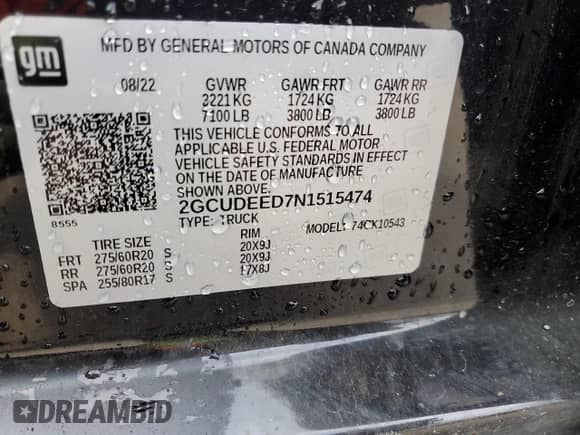 gm
MFD BY GENERAL MOTORS OF CANADA COMPANY
08/22 GVWR GAWR FRT GAWR RR
3221 KG 1724 KG 1724 KG
7100 LB 3800 LB 3800 LB
THIS VEHICLE CONFORMS TO ALL
APPLICABLE U.S. FEDERAL MOTOR
VEHICLE SAFETY STANDARDS IN EFFECT
ON THE DATE OF MANUFACTURE
SHOWN ABOVE.
8555 2GCUDEED7N1515474
TYPE: TRUCK MODEL: 74CK10543
TIRE SIZE RIM
FRT 275/60R20 S 20X9J
RR 275/60R20 S 20X9J
SPA 255/80R17 S 17X8J
DREAMBID